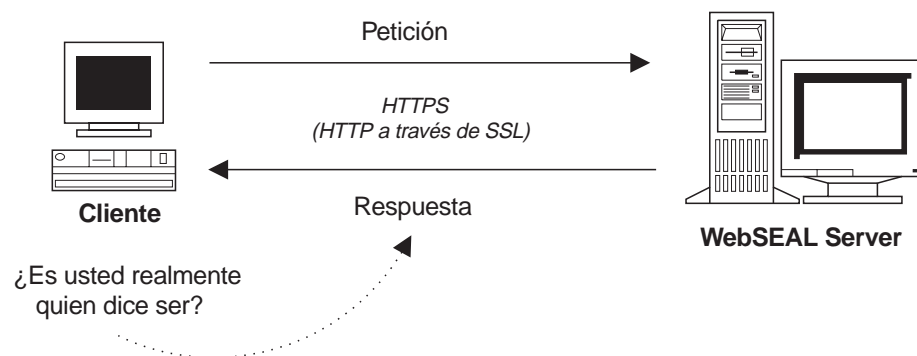 Petición
HTTPS
(HTTP a través de SSL)
Cliente
Respuesta
WebSEAL Server
¿Es usted realmente
quien dice ser?